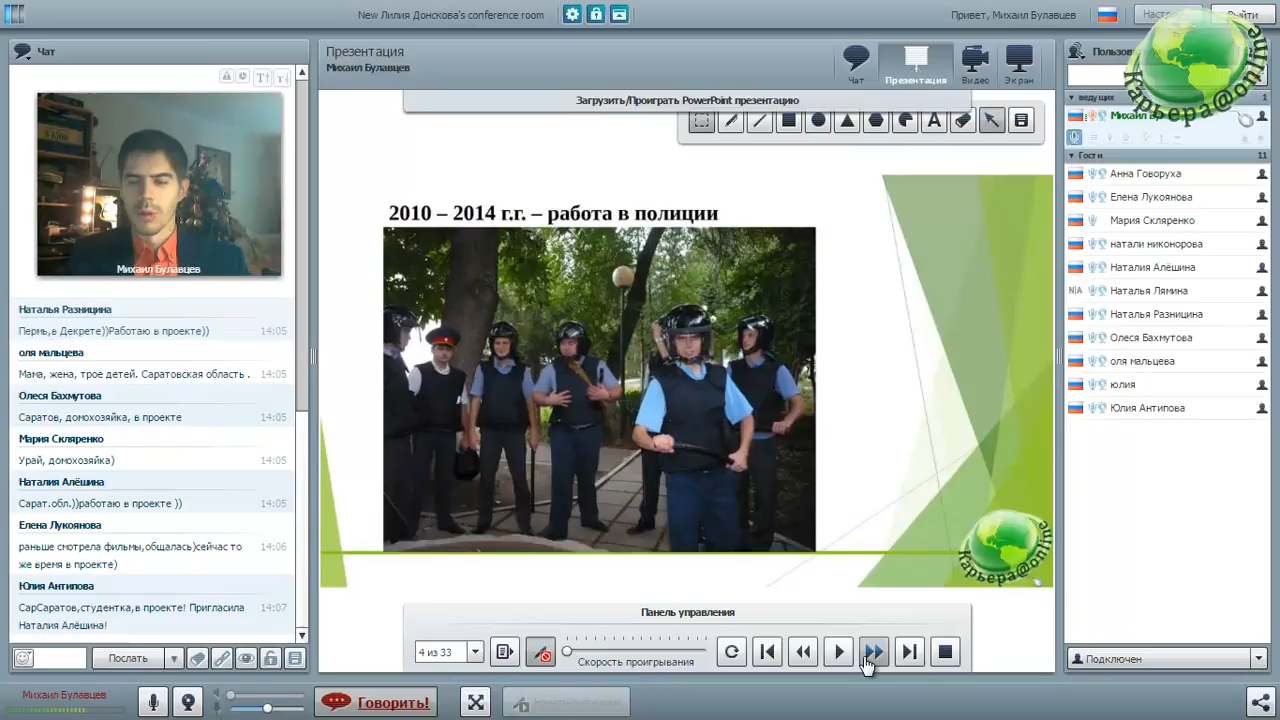 New Лилия Донскова's conference room
Привет, Михаил Булавцев
Выйти
Чат
Михаил Булавцев
Наталья Разницина
Пермь,в Декрете))Работаю в проекте))
14:05
оля мальцева
Мама, жена, трое детей. Саратовская область .
14:05
Олеся Бахмутова
Саратов, домохозяйка, в проекте
14:05
Мария Скляренко
Урай, домохозяйка)
14:05
Наталия Алёшина
Сарат.обл.))работаю в проекте ))
14:05
Елена Лукоянова
раньше смотрела фильмы,общалась)сейчас то
же время в проекте)
14:06
Юлия Антипова
СарСаратов,студентка,в проекте! Пригласила
Наталия Алёшина!
14:07
Послать
Презентация
Михаил Булавцев
Чат
Презентация
Видео
Экран
Загрузить/Проиграть PowerPoint презентацию
2010 – 2014 г.г. – работа в полиции
Карьера@online
Панель управления
4 из 33
Скорость проигрывания
Карьера@online
ведущих
1
Гости
11
Анна Говоруха
Елена Лукоянова
Мария Скляренко
натали никонорова
Наталия Алёшина
N/A
Наталья Лямина
Наталья Разницина
Олеся Бахмутова
оля мальцева
юлия
Юлия Антипова
Подключен
Михаил Булавцев
Говорить!